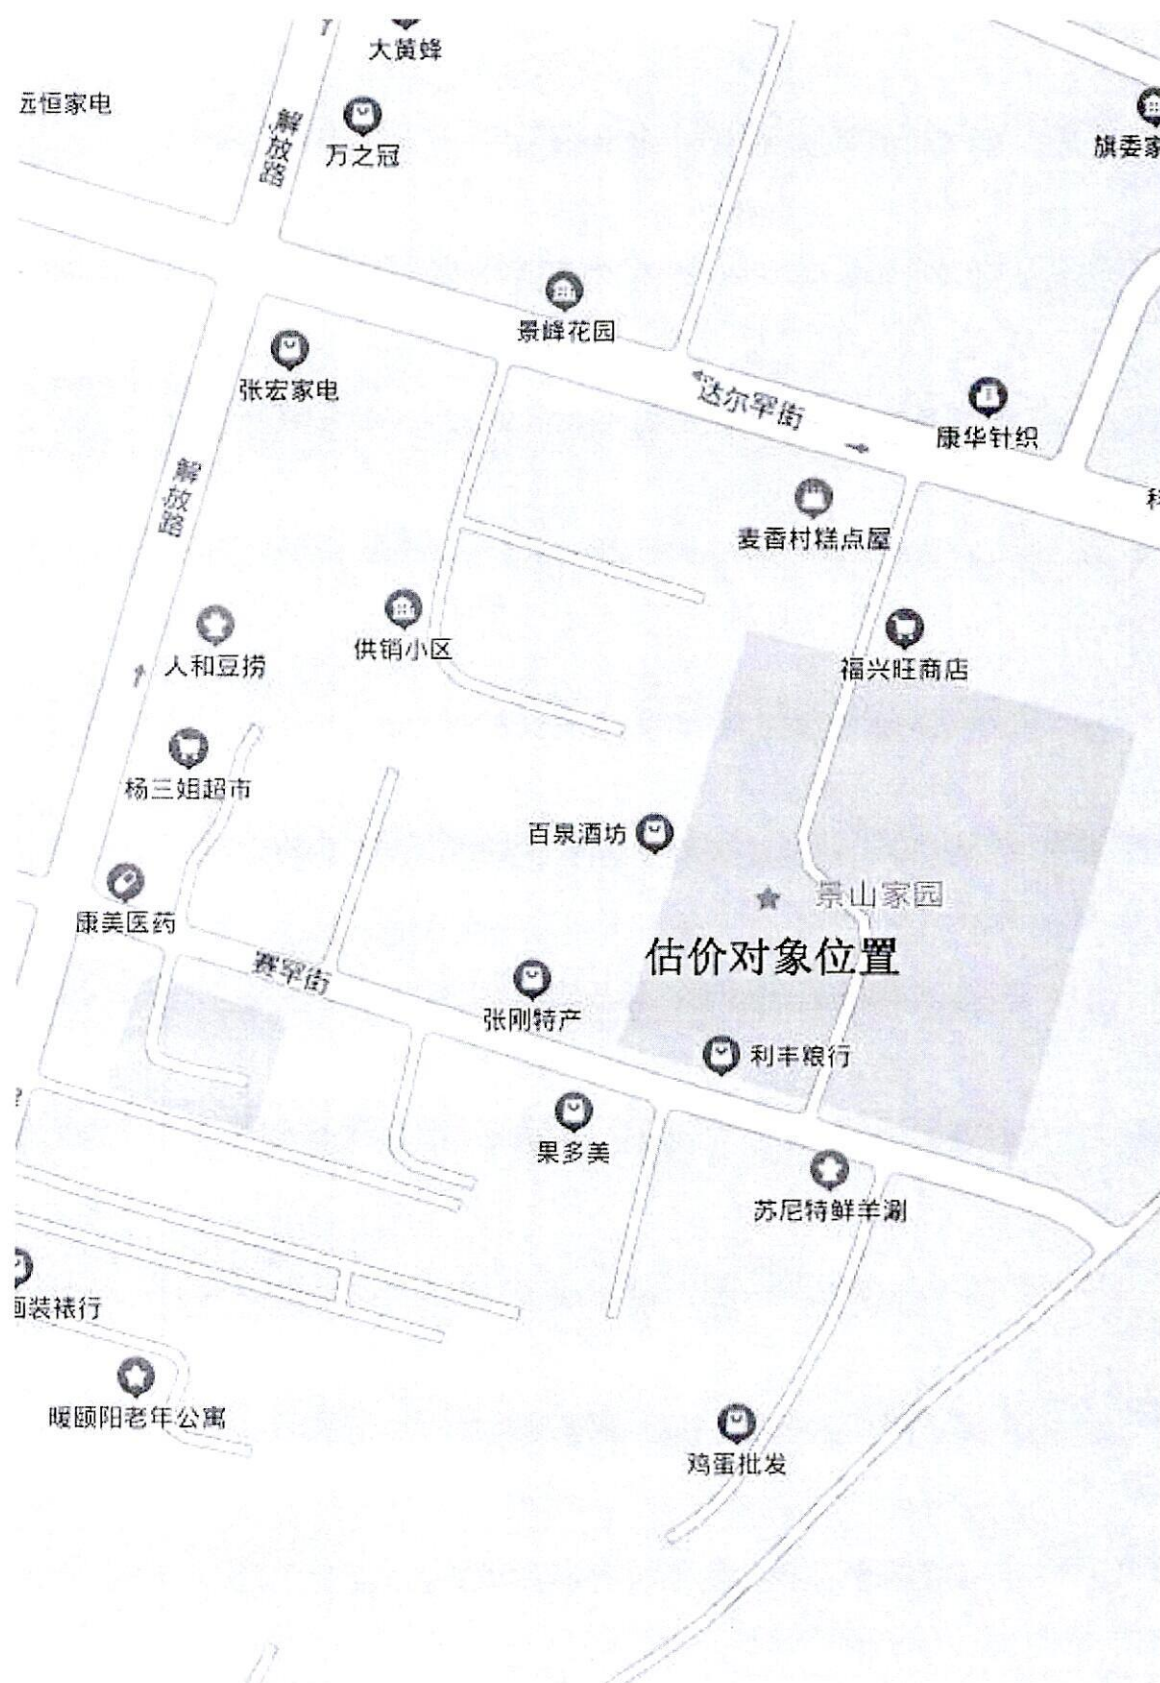 大黄蜂
远恒家电
解放路
万之冠
旗委家
景峰花园
张宏家电
达尔罕街
康华针织
解放路
麦香村糕点屋
人和豆捞
供销小区
福兴旺商店
杨三姐超市
百泉酒坊
景山家园
康美医药
估价对象位置
赛罕街
张刚特产
利丰粮行
果多美
苏尼特鲜羊涮
画装裱行
暖颐阳老年公寓
鸡蛋批发